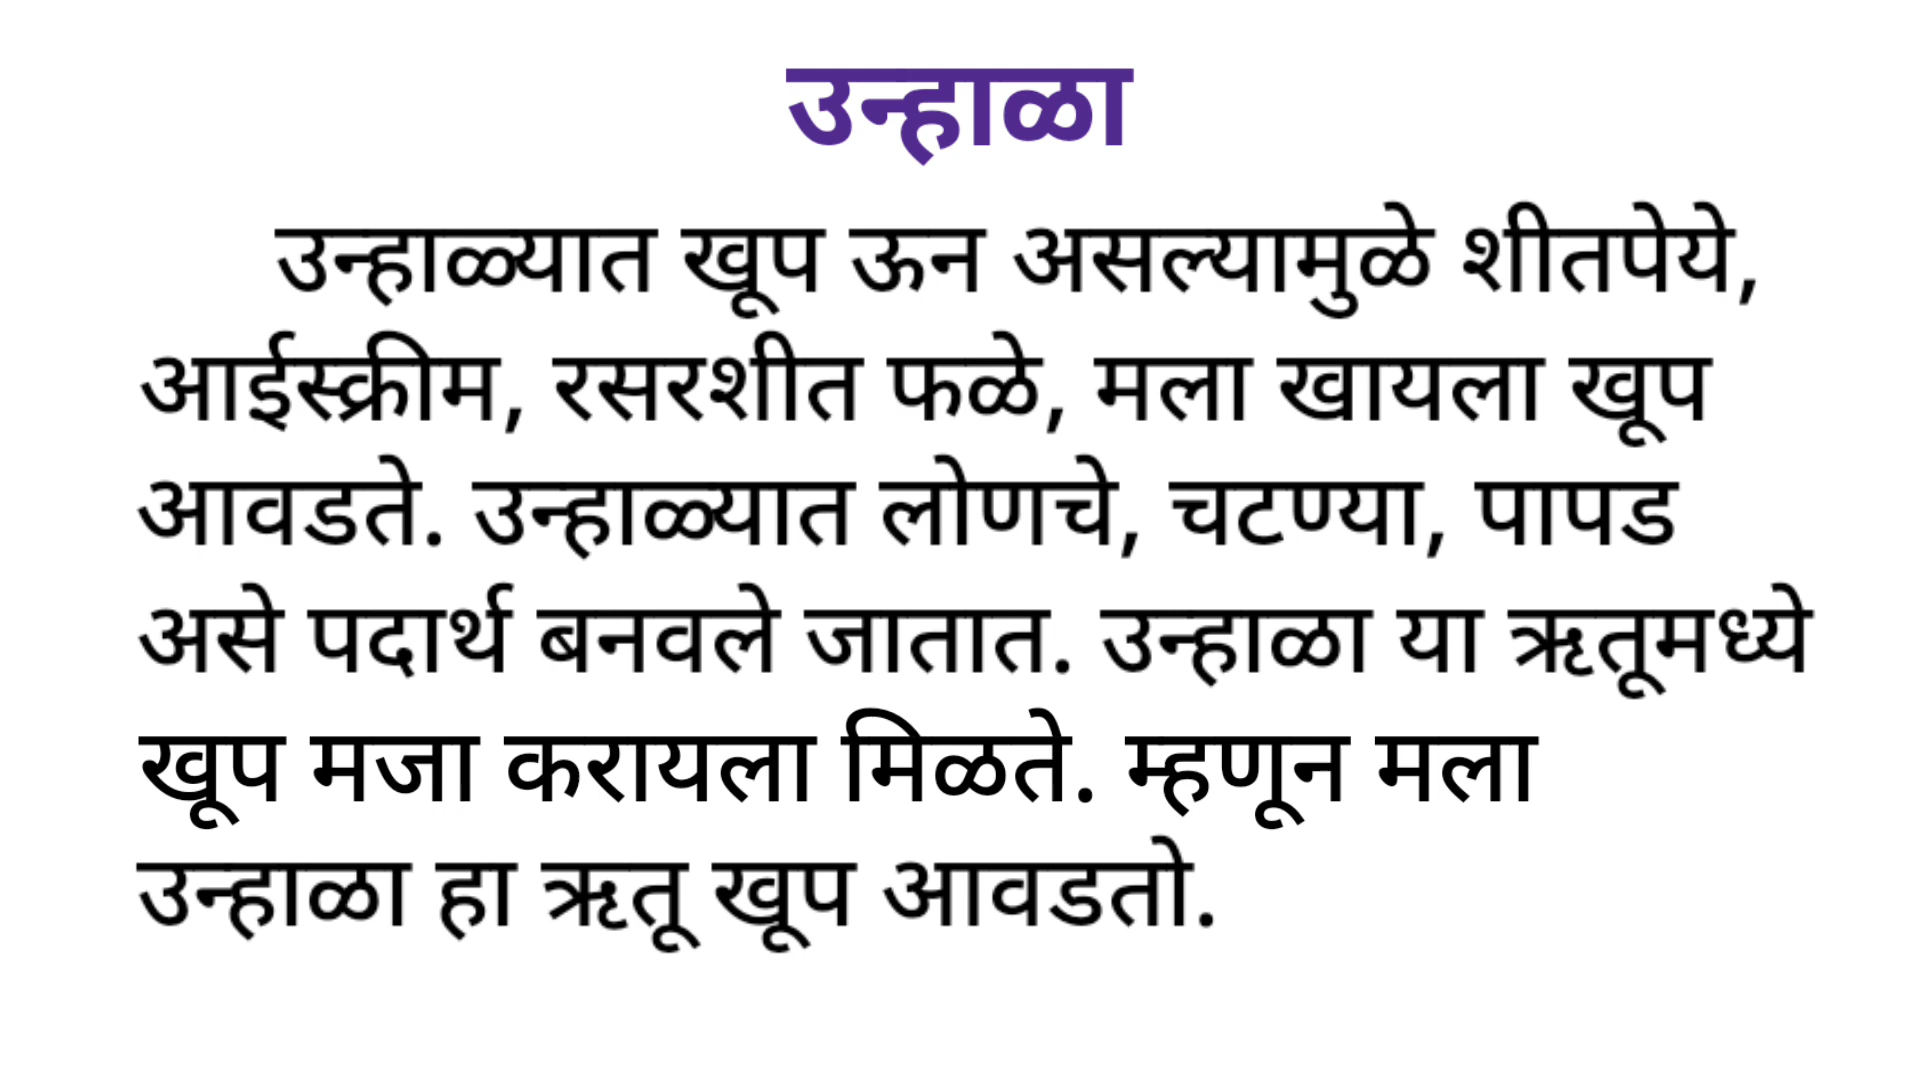 उन्हाळा
उन्हाळ्यात खूप ऊन असल्यामुळे शीतपेये,
आईस्क्रीम, रसरशीत फळे, मला खायला खूप
आवडते. उन्हाळ्यात लोणचे, चटण्या, पापड
असे पदार्थ बनवले जातात. उन्हाळा या ऋतूमध्ये
खूप मजा करायला मिळते. म्हणून मला
उन्हाळा हा ऋतू खूप आवडतो.